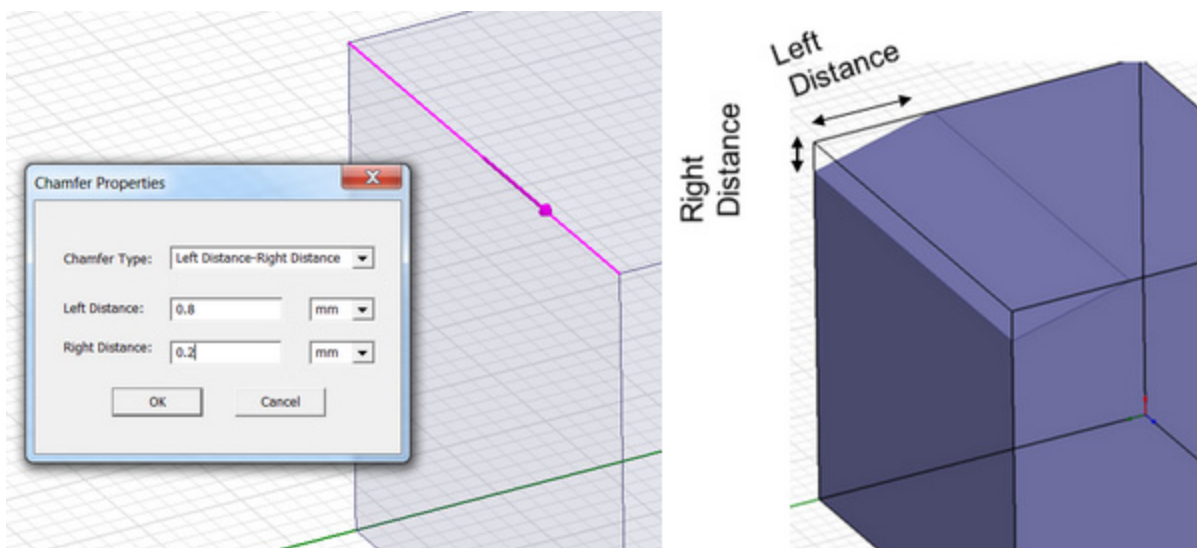 Chamfer Properties
Chamfer Type: Left Distance-Right Distance
Left Distance: 0.8 mm
Right Distance: 0.2 mm
OK Cancel
Left
Distance
Right
Distance